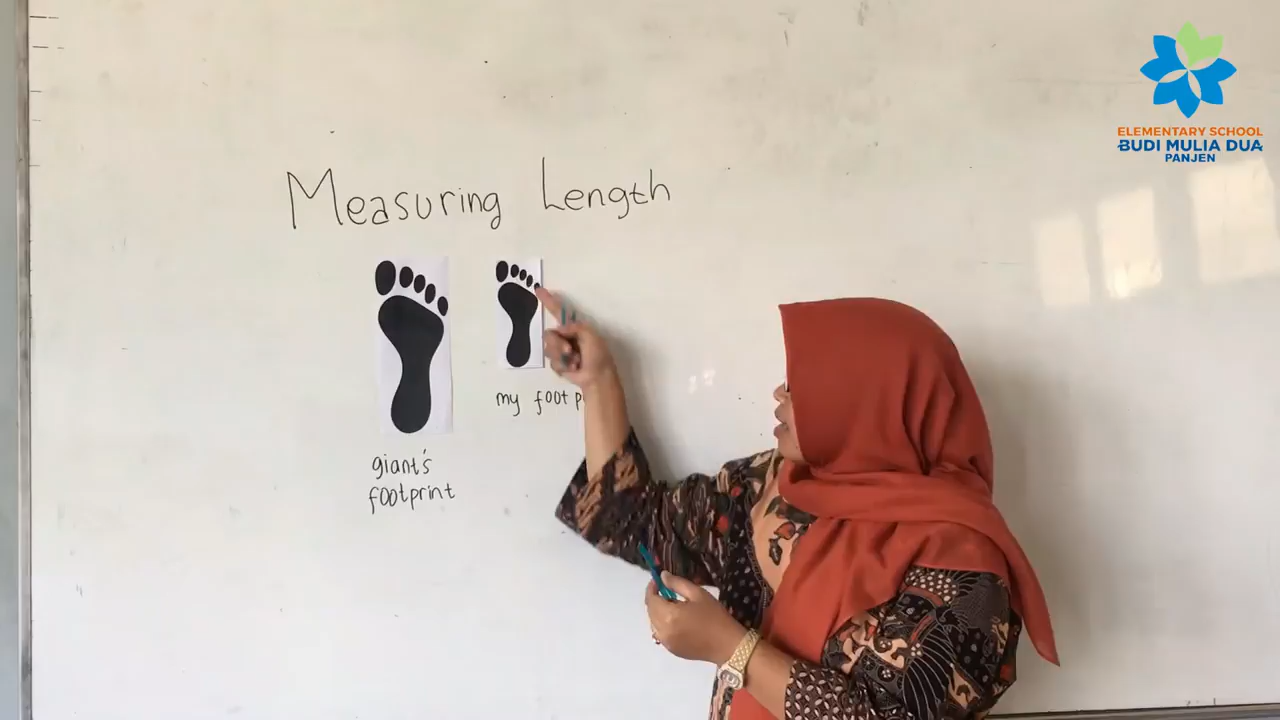 Measuring Length
giant's
footprint
my foot
ELEMENTARY SCHOOL
BUDI MULIA DUA
PANJEN